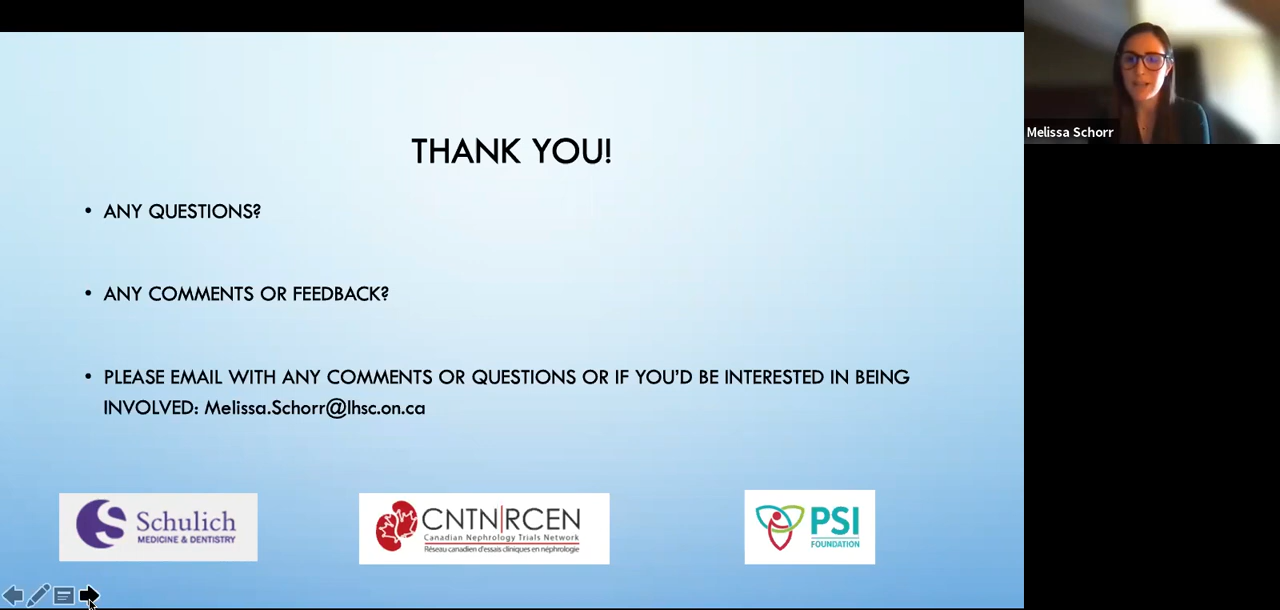 THANK YOU!
• ANY QUESTIONS?
• ANY COMMENTS OR FEEDBACK?
• PLEASE EMAIL WITH ANY COMMENTS OR QUESTIONS OR IF YOU'D BE INTERESTED IN BEING
INVOLVED: Melissa.Schorr@lhsc.on.ca
Schulich
MEDICINE & DENTISTRY
CNTN|RCEN
Canadian Nephrology Trials Network
Réseau canadien d'essais cliniques en néphrologie
PSI
FOUNDATION
Melissa Schorr